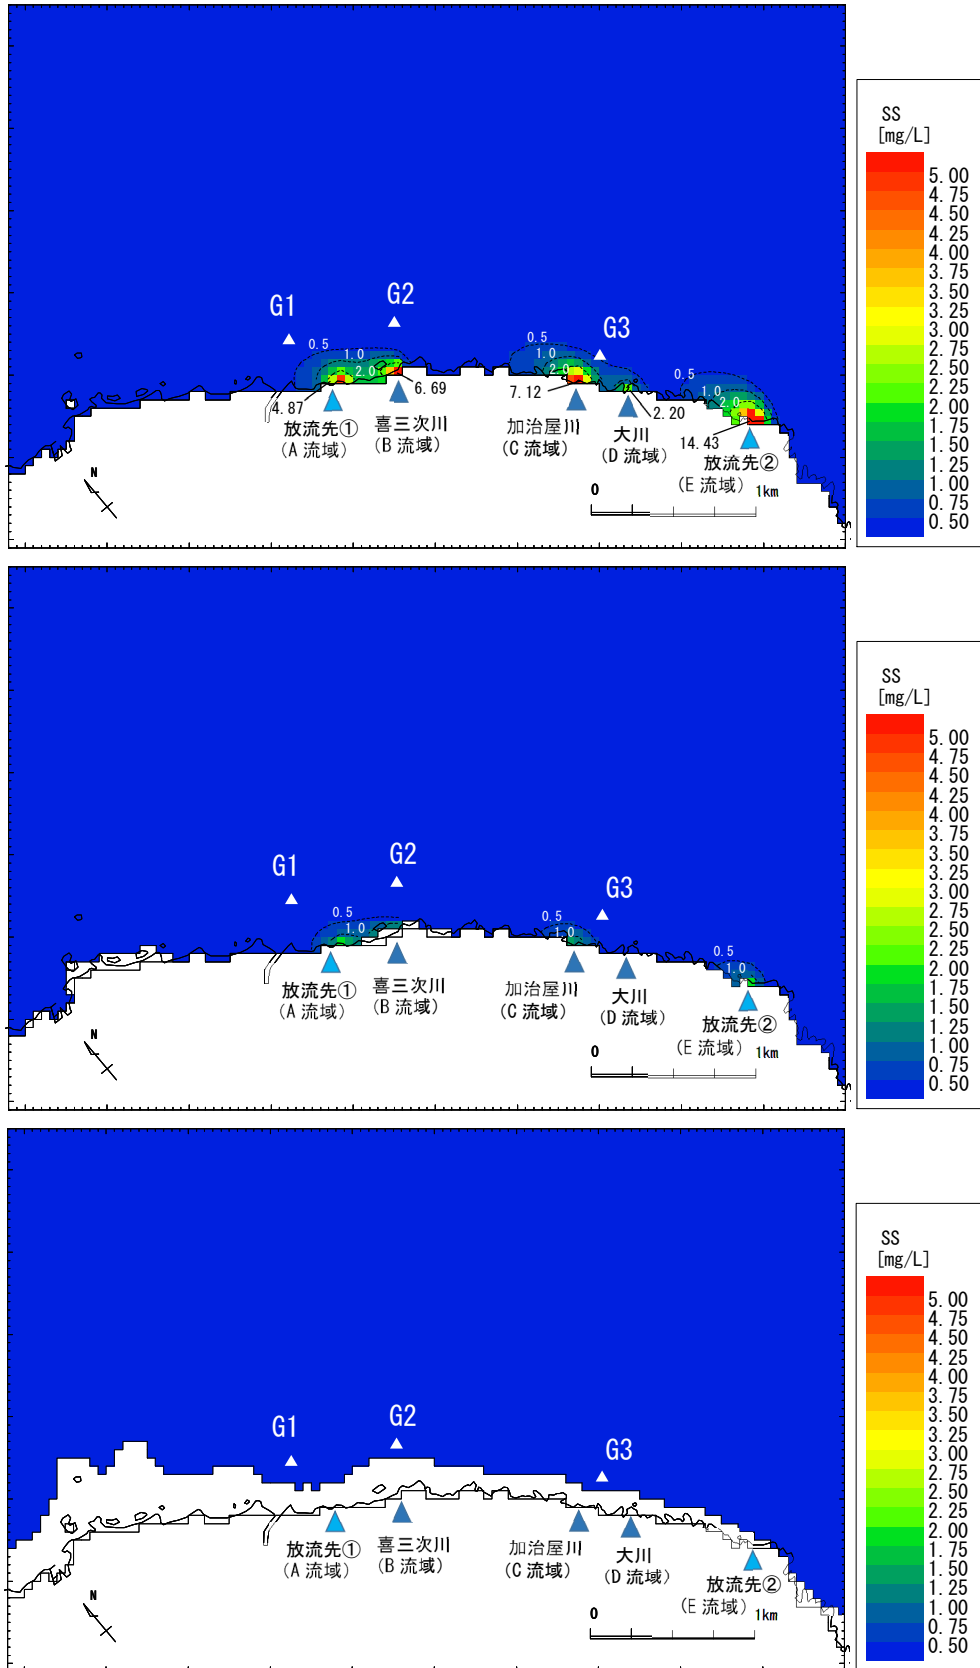 SS
[mg/L]
5.00
4.75
4.50
4.25
4.00
3.75
3.50
3.25
3.00
2.75
2.50
2.25
2.00
1.75
1.50
1.25
1.00
0.75
0.50
G1
G2
G3
0.5
1.0
2.0
0.5
1.0
2.0
0.5
1.0
2.0
4.87
6.69
7.12
2.20
14.43
放流先①
(A 流域)
喜三次川
(B 流域)
加治屋川
(C 流域)
大川
(D 流域)
放流先②
(E 流域)
N
0
1km
SS
[mg/L]
5.00
4.75
4.50
4.25
4.00
3.75
3.50
3.25
3.00
2.75
2.50
2.25
2.00
1.75
1.50
1.25
1.00
0.75
0.50
G1
G2
G3
0.5
1.0
0.5
1.0
0.5
1.0
放流先①
(A 流域)
喜三次川
(B 流域)
加治屋川
(C 流域)
大川
(D 流域)
放流先②
(E 流域)
N
0
1km
SS
[mg/L]
5.00
4.75
4.50
4.25
4.00
3.75
3.50
3.25
3.00
2.75
2.50
2.25
2.00
1.75
1.50
1.25
1.00
0.75
0.50
G1
G2
G3
放流先①
(A 流域)
喜三次川
(B 流域)
加治屋川
(C 流域)
大川
(D 流域)
放流先②
(E 流域)
N
0
1km